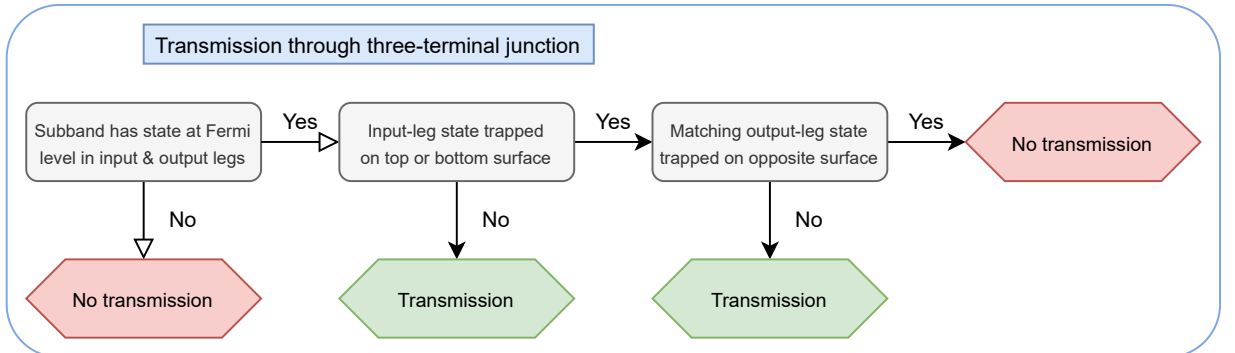 Transmission through three-terminal junction
Subband has state at Fermi
level in input & output legs
Yes
Input-leg state trapped
on top or bottom surface
Yes
Matching output-leg state
trapped on opposite surface
Yes
No transmission
No
No
No
No transmission
Transmission
Transmission